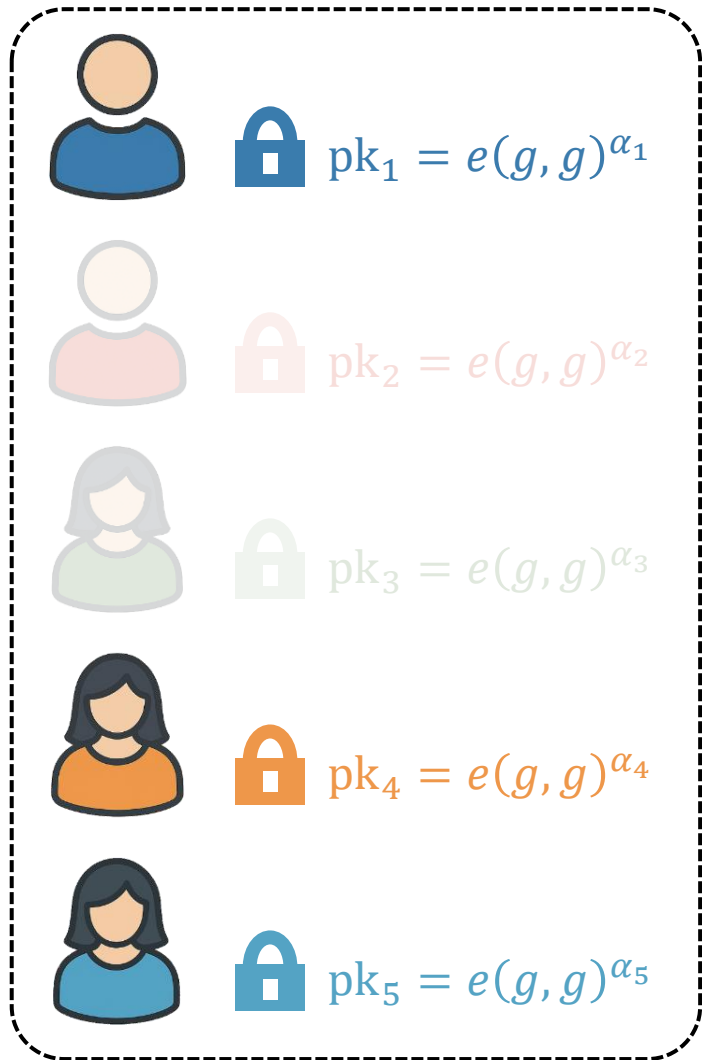 pk₁ = e(g, g)^α₁
pk₂ = e(g, g)^α₂
pk₃ = e(g, g)^α₃
pk₄ = e(g, g)^α₄
pk₅ = e(g, g)^α₅